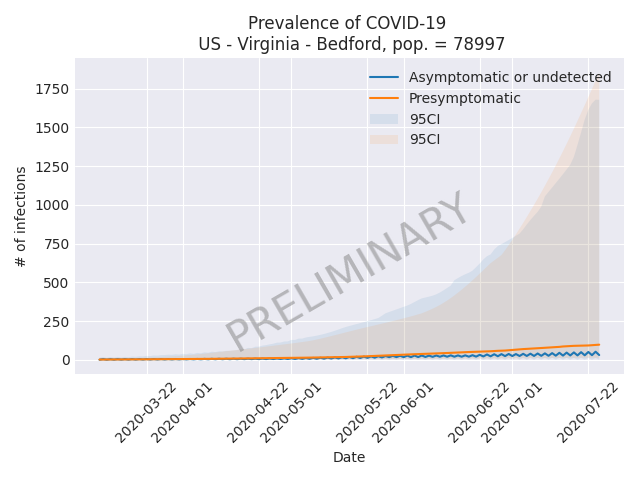 Prevalence of COVID-19
US - Virginia - Bedford, pop. = 78997
Asymptomatic or undetected
Presymptomatic
95CI
95CI
1750
1500
1250
1000
750
500
250
0
# of infections
PRELIMINARY
2020-03-22
2020-04-01
2020-04-22
2020-05-01
2020-05-22
2020-06-01
2020-06-22
2020-07-01
2020-07-22
Date